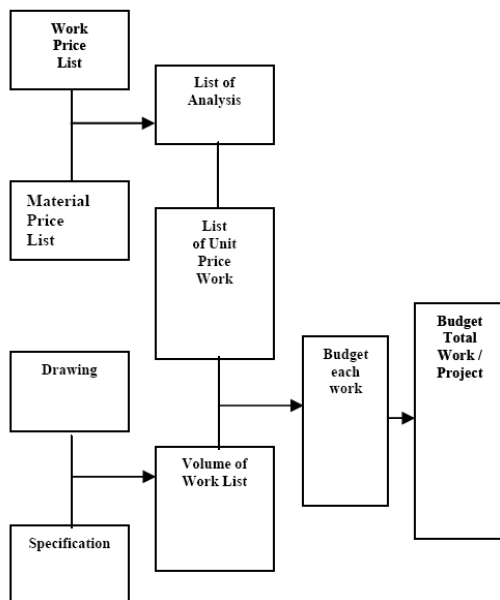 Work
Price
List
List of
Analysis
Material
Price
List
List
of Unit
Price
Work
Drawing
Budget
each
work
Budget
Total
Work /
Project
Volume of
Work List
Specification